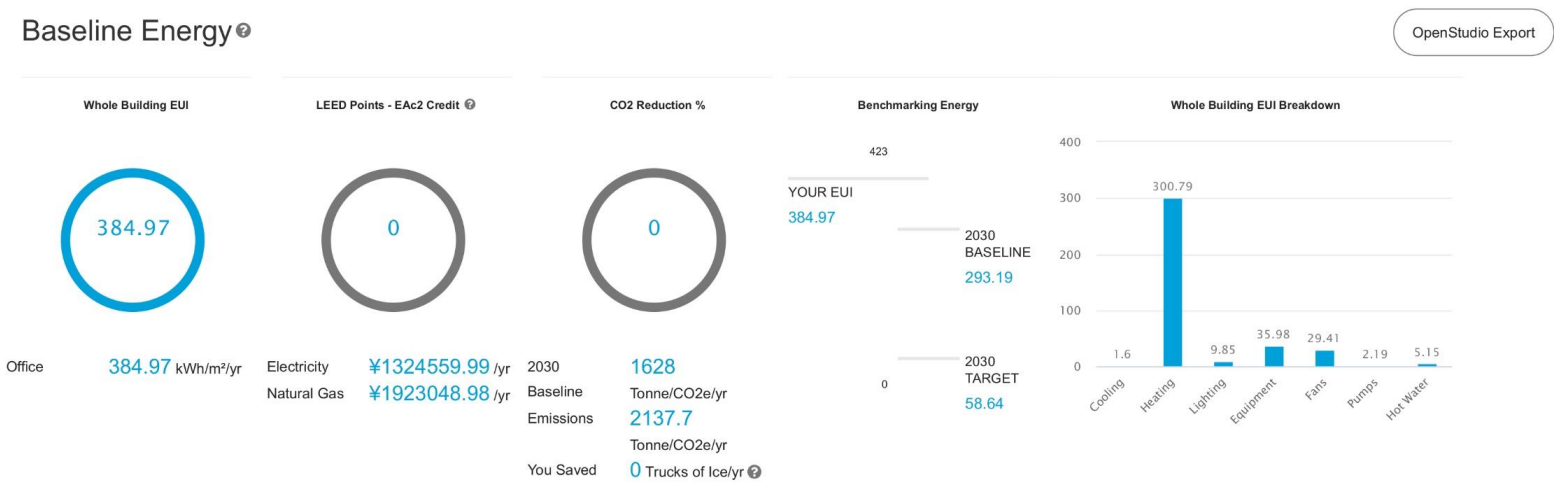 Baseline Energy ?
OpenStudio Export
Whole Building EUI
384.97
Office 384.97 kWh/m²/yr
LEED Points - EAc2 Credit ?
0
Electricity ¥1324559.99 /yr
Natural Gas ¥1923048.98 /yr
CO2 Reduction %
0
2030 1628
Baseline Tonne/CO2e/yr
Emissions 2137.7
Tonne/CO2e/yr
You Saved 0 Trucks of Ice/yr ?
Benchmarking Energy
423
YOUR EUI
384.97
2030
BASELINE
293.19
2030
TARGET
58.64
0
Whole Building EUI Breakdown
400
300
200
100
0
1.6
300.79
9.85
35.98
29.41
2.19
5.15
Cooling
Heating
Lighting
Equipment
Fans
Pumps
Hot Water